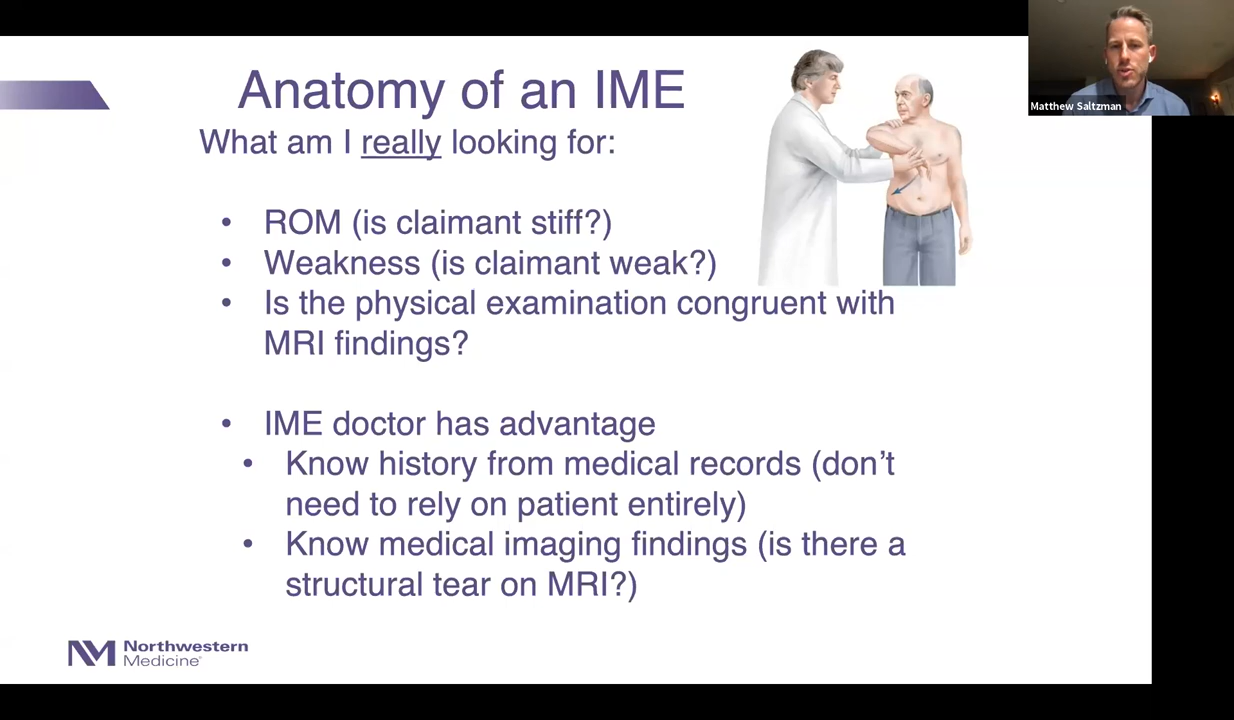 Anatomy of an IME
What am I really looking for:
• ROM (is claimant stiff?)
• Weakness (is claimant weak?)
• Is the physical examination congruent with
MRI findings?
• IME doctor has advantage
• Know history from medical records (don't
need to rely on patient entirely)
• Know medical imaging findings (is there a
structural tear on MRI?)
Matthew Saltzman
NM Northwestern
Medicine®